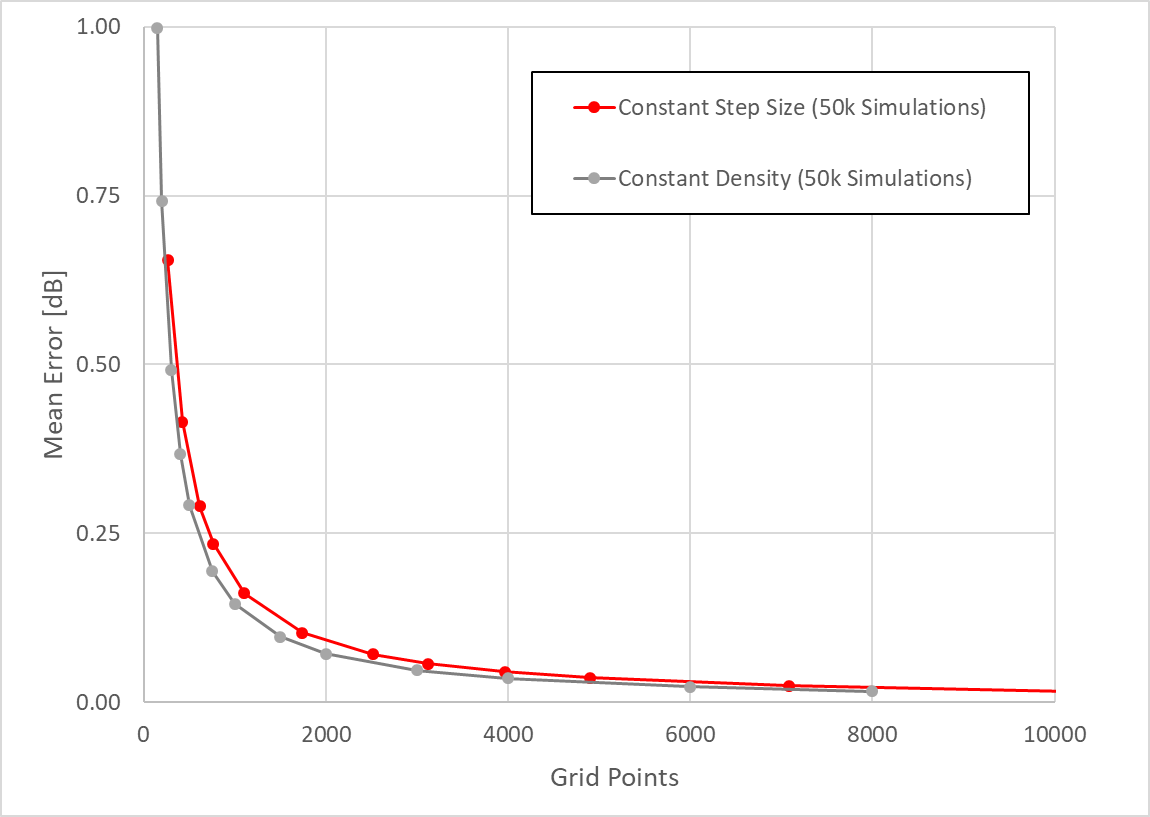 1.00
0.75
0.50
0.25
0.00
Mean Error [dB]
Constant Step Size (50k Simulations)
Constant Density (50k Simulations)
0 2000 4000 6000 8000 10000
Grid Points